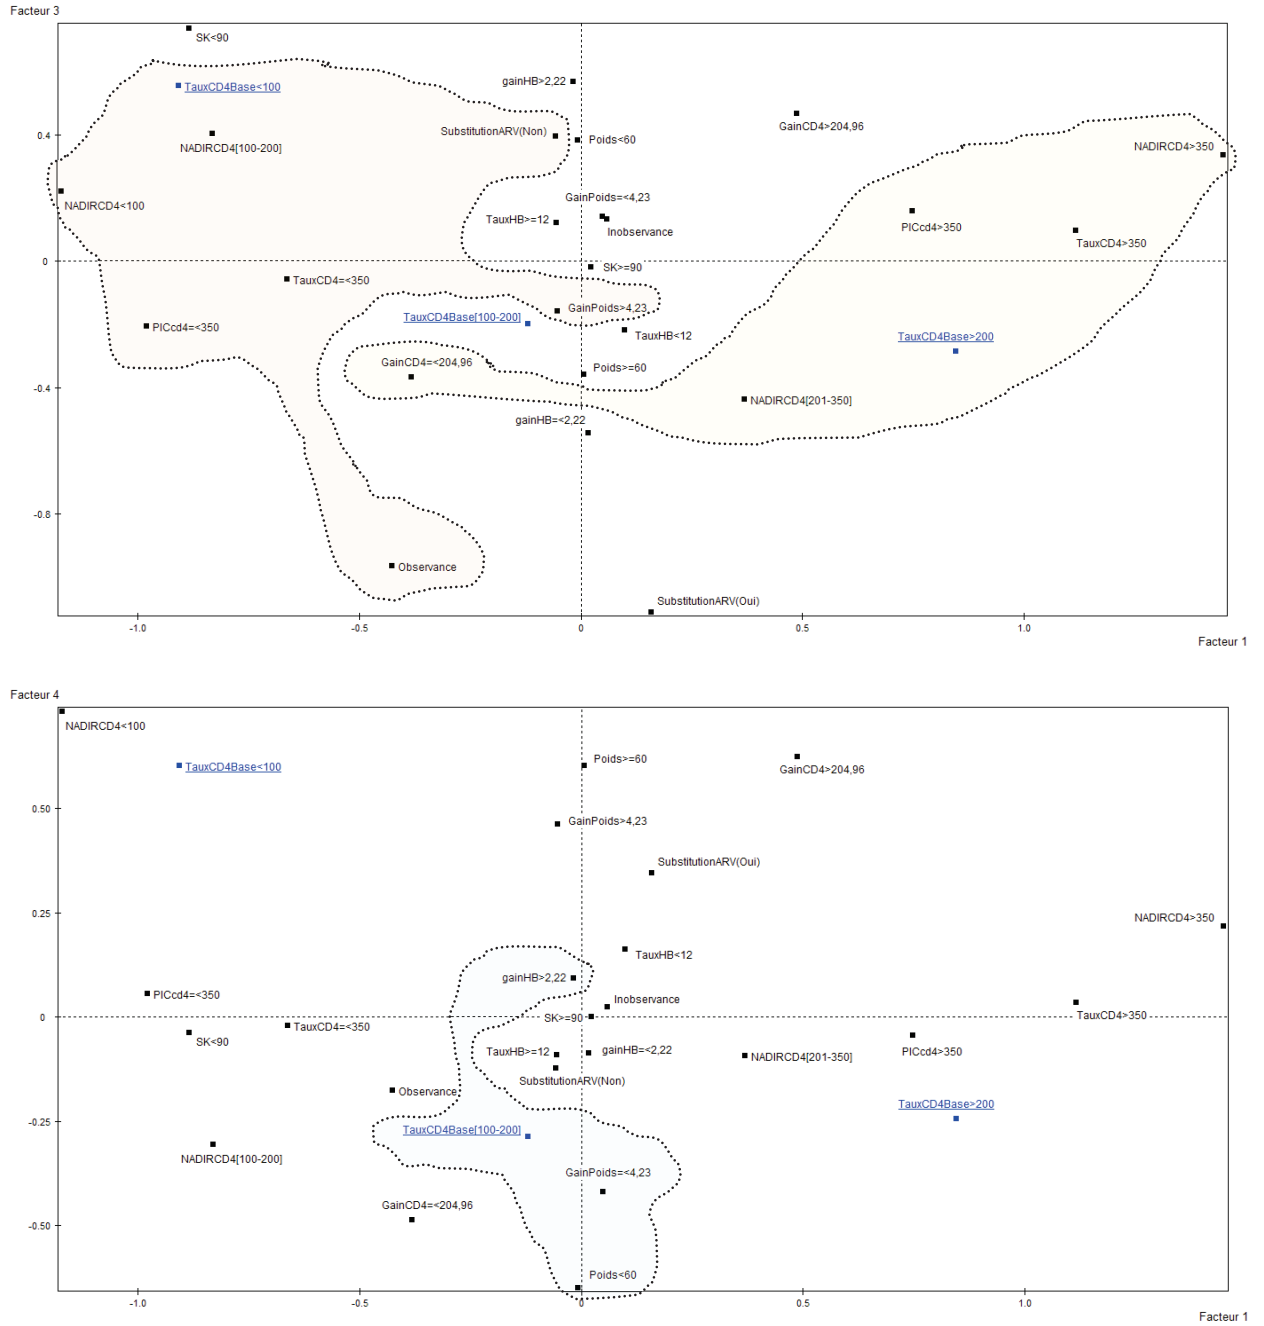 Facteur 3
SK<90
TauxCD4Base<100
gainHB>2,22
GainCD4>204,96
0.4
SubstitutionARV(Non)
Poids<60
NADIRCD4[100-200]
NADIRCD4>350
NADIRCD4<100
GainPoids=<4,23
TauxHB>=12
Inobservance
PICcd4>350
TauxCD4>350
0
SK>=90
TauxCD4=<350
GainPoids>4,23
TauxCD4Base[100-200]
PICcd4=<350
TauxHB<12
TauxCD4Base>200
GainCD4=<204,96
Poids>=60
-0.4
NADIRCD4[201-350]
gainHB=<2,22
-0.8
Observance
SubstitutionARV(Oui)
-1.0 -0.5 0 0.5 1.0
Facteur 1
Facteur 4
NADIRCD4<100
TauxCD4Base<100
Poids>=60
GainCD4>204,96
0.50
GainPoids>4,23
SubstitutionARV(Oui)
0.25
NADIRCD4>350
TauxHB<12
gainHB>2,22
PICcd4=<350
Inobservance
0
SK>=90
TauxCD4>350
TauxCD4=<350
SK<90
TauxHB>=12
gainHB=<2,22
PICcd4>350
NADIRCD4[201-350]
SubstitutionARV(Non)
Observance
TauxCD4Base>200
-0.25
TauxCD4Base[100-200]
NADIRCD4[100-200]
GainPoids=<4,23
GainCD4=<204,96
-0.50
Poids<60
-1.0 -0.5 0 0.5 1.0
Facteur 1